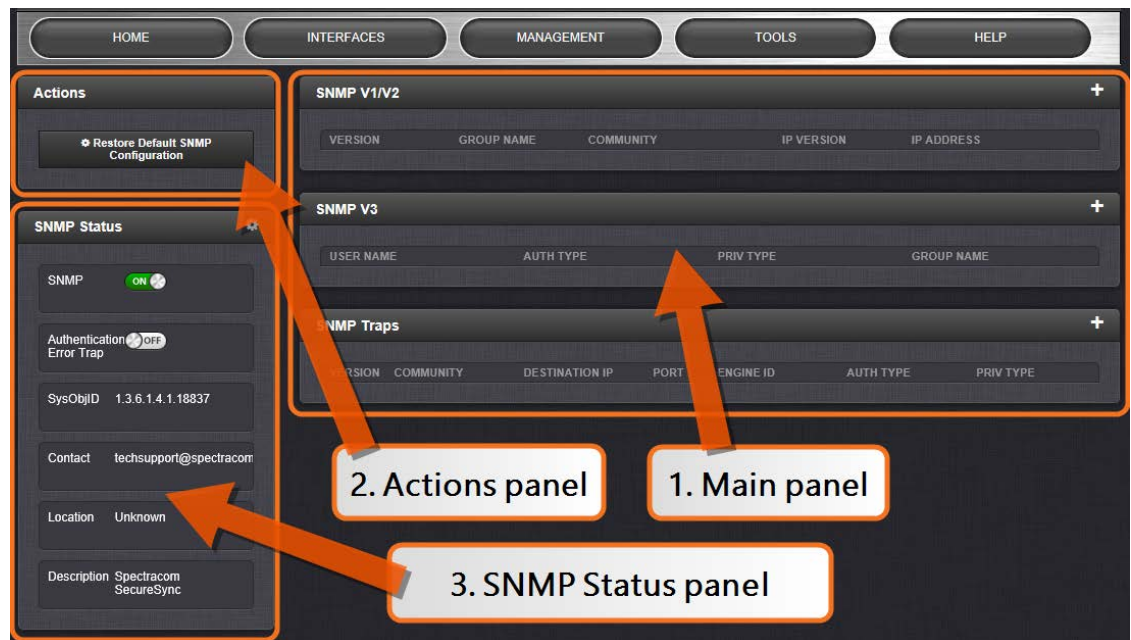 HOME INTERFACES MANAGEMENT TOOLS HELP
Actions
Restore Default SNMP
Configuration
SNMP Status
SNMP ON
Authentication OFF
Error Trap
SysObjID 1.3.6.1.4.1.18837
Contact techsupport@spectracom
Location Unknown
Description Spectracom
SecureSync
SNMP V1/V2 +
VERSION GROUP NAME COMMUNITY IP VERSION IP ADDRESS
SNMP V3 +
USER NAME AUTH TYPE PRIV TYPE GROUP NAME
SNMP Traps +
VERSION COMMUNITY DESTINATION IP PORT ENGINE ID AUTH TYPE PRIV TYPE
2. Actions panel
1. Main panel
3. SNMP Status panel